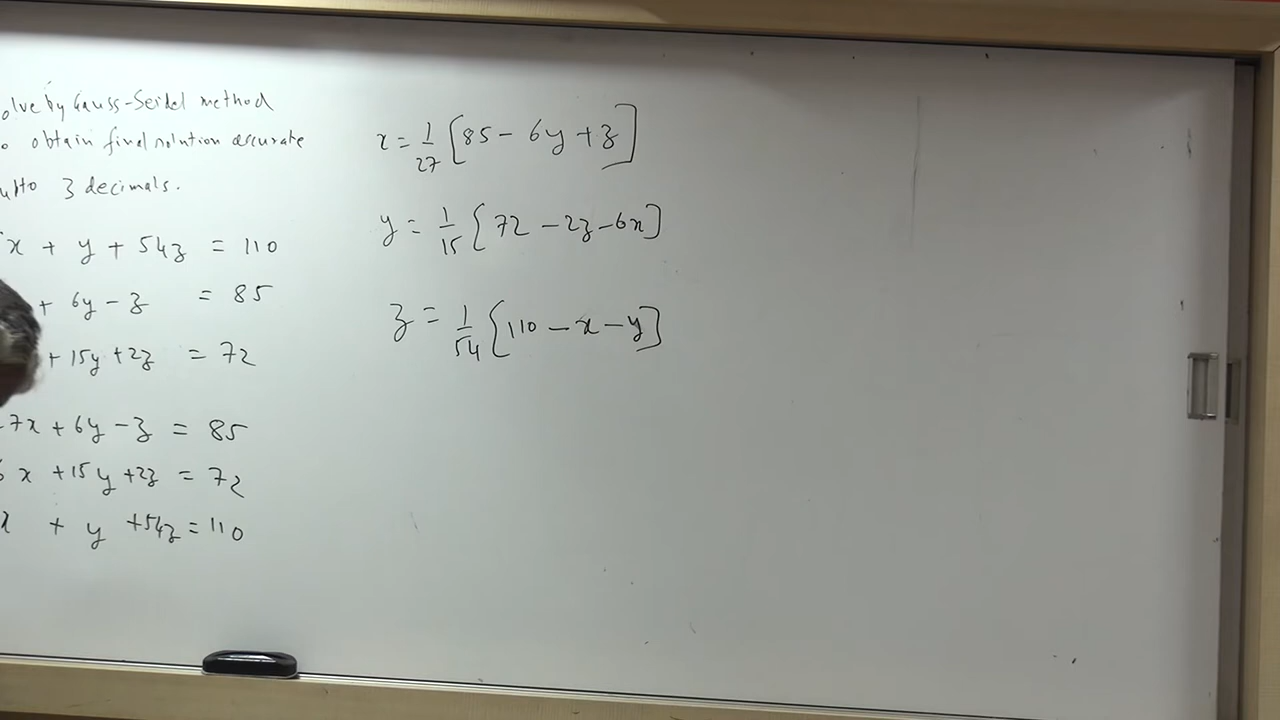 olve by Gauss-Seidel method
o obtain final solution accurate
upto 3 decimals.
x + y + 54z = 110
+ 6y - z = 85
+ 15y + 2z = 72
7x + 6y - z = 85
6x + 15y + 2z = 72
x + y + 54z = 110
x = 1/27 [85 - 6y + z]
y = 1/15 [72 - 2z - 6x]
z = 1/54 [110 - x - y]